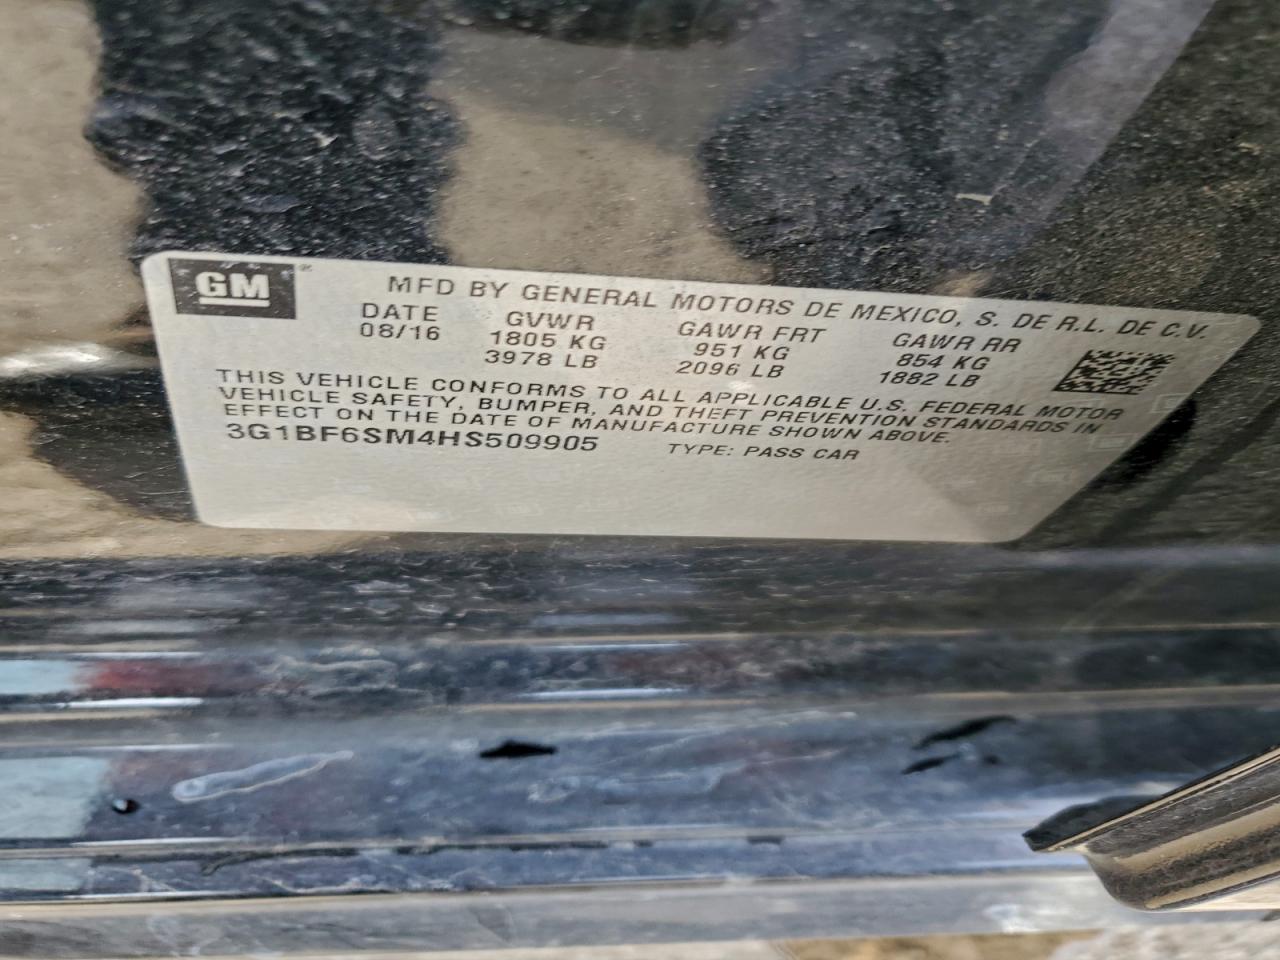 GM
MFD BY GENERAL MOTORS DE MEXICO, S. DE R.L. DE C.V.
DATE GVWR GAWR FRT GAWR RR
08/16 1805 KG 951 KG 854 KG
3978 LB 2096 LB 1882 LB
THIS VEHICLE CONFORMS TO ALL APPLICABLE U.S. FEDERAL MOTOR
VEHICLE SAFETY, BUMPER, AND THEFT PREVENTION STANDARDS IN
EFFECT ON THE DATE OF MANUFACTURE SHOWN ABOVE.
3G1BF6SM4HS509905 TYPE: PASS CAR